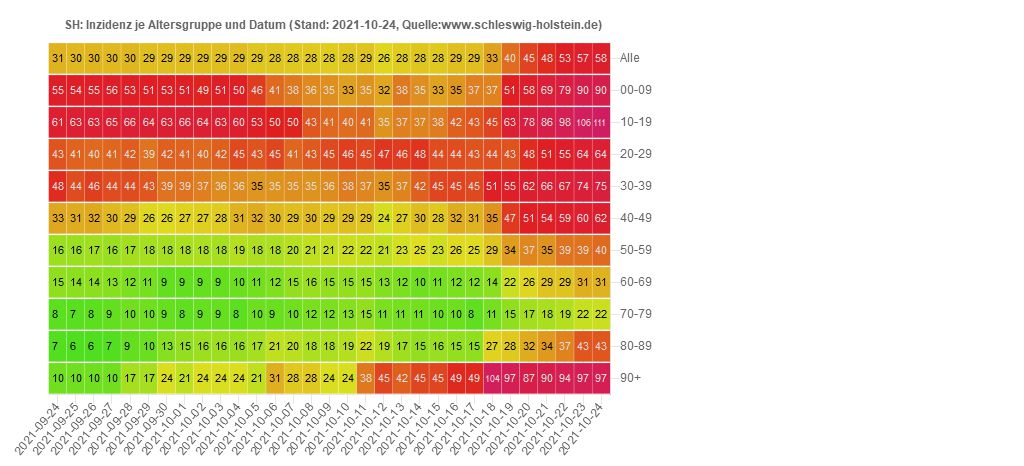 SH: Inzidenz je Altersgruppe und Datum (Stand: 2021-10-24, Quelle:www.schleswig-holstein.de)
31 30 30 30 30 29 29 29 29 29 29 29 28 28 28 28 28 29 26 28 28 28 29 29 33 40 45 48 53 57 58 Alle
55 54 55 56 53 51 53 51 49 51 50 46 41 38 36 35 33 35 32 38 35 33 35 37 37 51 58 69 79 90 90 00-09
61 63 63 65 66 64 63 66 64 63 60 53 50 50 43 41 40 41 35 37 37 38 42 43 45 63 78 86 98 106 111 10-19
43 41 40 41 42 39 42 41 40 42 45 43 45 41 43 45 46 45 47 46 48 44 44 43 44 43 48 51 55 64 64 20-29
48 44 46 44 44 43 39 39 37 36 36 35 35 35 35 36 38 37 35 37 42 45 45 45 51 55 62 66 67 74 75 30-39
33 31 32 30 29 26 26 27 27 28 31 32 30 29 30 29 29 29 24 27 30 28 32 31 35 47 51 54 59 60 62 40-49
16 16 17 16 17 18 18 18 18 18 19 18 18 20 21 21 22 22 21 23 25 23 26 25 29 34 37 35 39 39 40 50-59
15 14 14 13 12 11 9 9 9 9 10 11 12 15 16 15 15 15 13 12 10 11 12 12 14 22 26 29 29 31 31 60-69
8 7 8 9 10 10 9 8 9 9 8 10 9 10 12 12 13 15 11 11 11 10 10 8 11 15 17 18 19 22 22 70-79
7 6 6 7 9 10 13 15 16 16 16 17 21 20 18 18 19 22 19 17 15 16 15 15 27 28 32 34 37 43 43 80-89
10 10 10 10 17 17 24 21 24 24 24 21 31 28 28 24 24 38 45 42 45 45 49 49 104 97 87 90 94 97 97 90+
2021-09-24 2021-09-25 2021-09-26 2021-09-27 2021-09-28 2021-09-29 2021-09-30 2021-10-01 2021-10-02 2021-10-03 2021-10-04 2021-10-05 2021-10-06 2021-10-07 2021-10-08 2021-10-09 2021-10-10 2021-10-11 2021-10-12 2021-10-13 2021-10-14 2021-10-15 2021-10-16 2021-10-17 2021-10-18 2021-10-19 2021-10-20 2021-10-21 2021-10-22 2021-10-23 2021-10-24